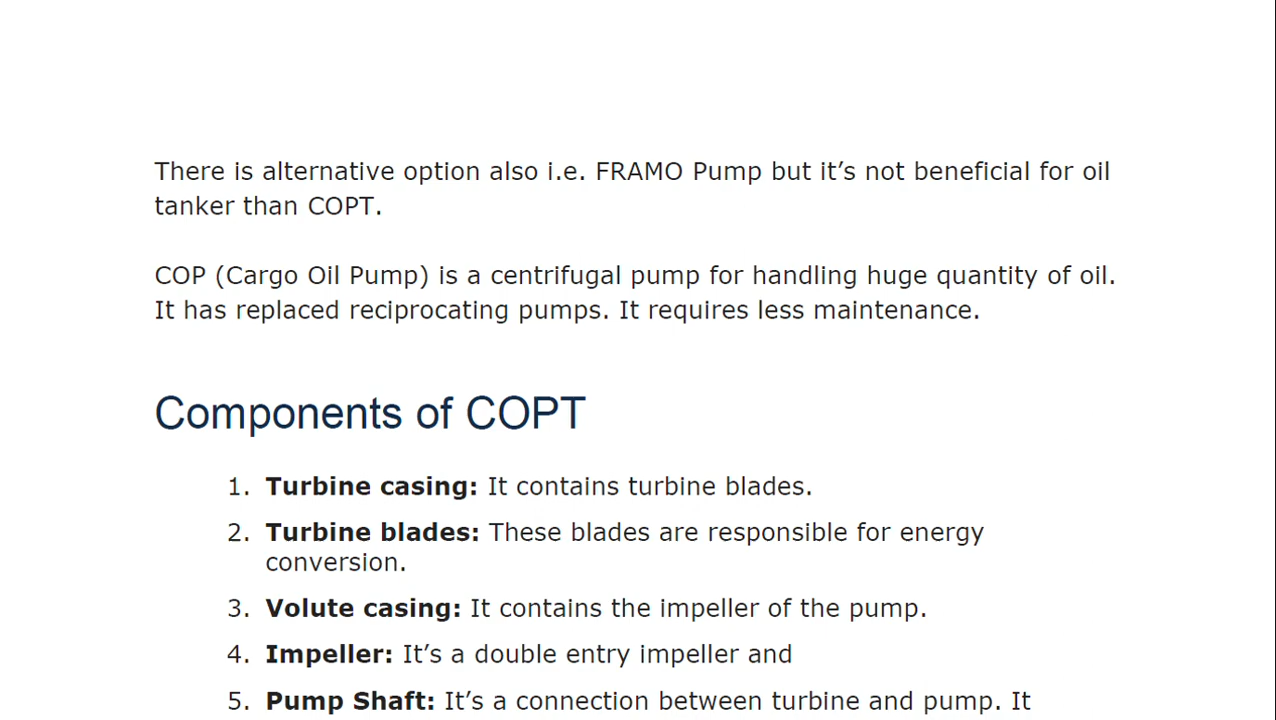 There is alternative option also i.e. FRAMO Pump but it’s not beneficial for oil
tanker than COPT.
COP (Cargo Oil Pump) is a centrifugal pump for handling huge quantity of oil.
It has replaced reciprocating pumps. It requires less maintenance.
Components of COPT
1. Turbine casing: It contains turbine blades.
2. Turbine blades: These blades are responsible for energy
conversion.
3. Volute casing: It contains the impeller of the pump.
4. Impeller: It’s a double entry impeller and
5. Pump Shaft: It’s a connection between turbine and pump. It